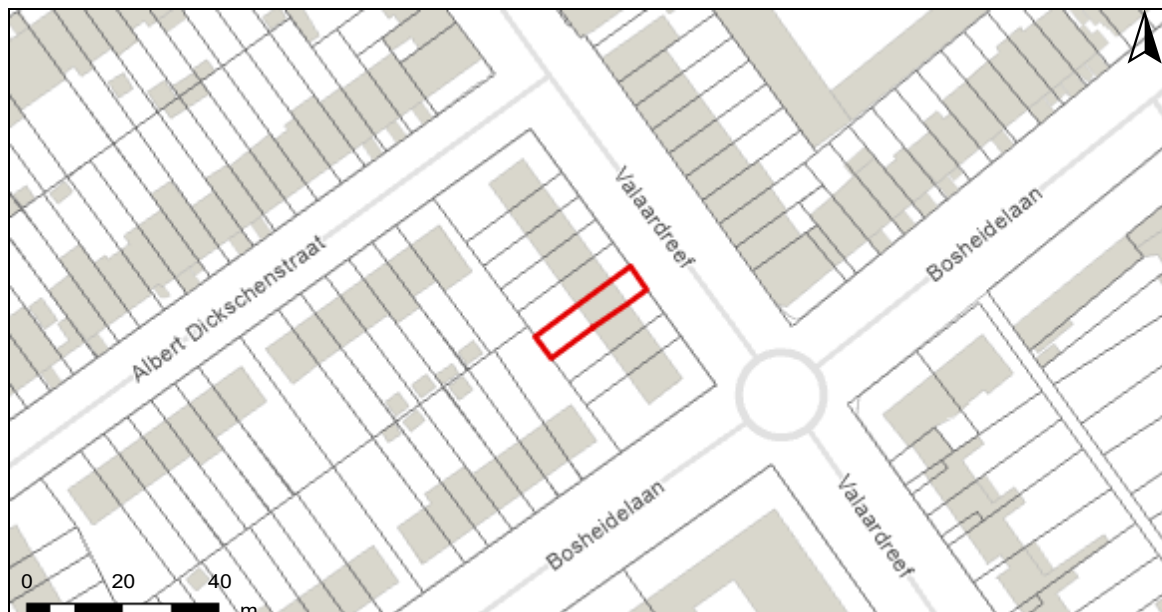 Valaardreef
Bosheidelaan
Albert Dickschenstraat
Bosheidelaan
Valaardreef
0 20 40
m